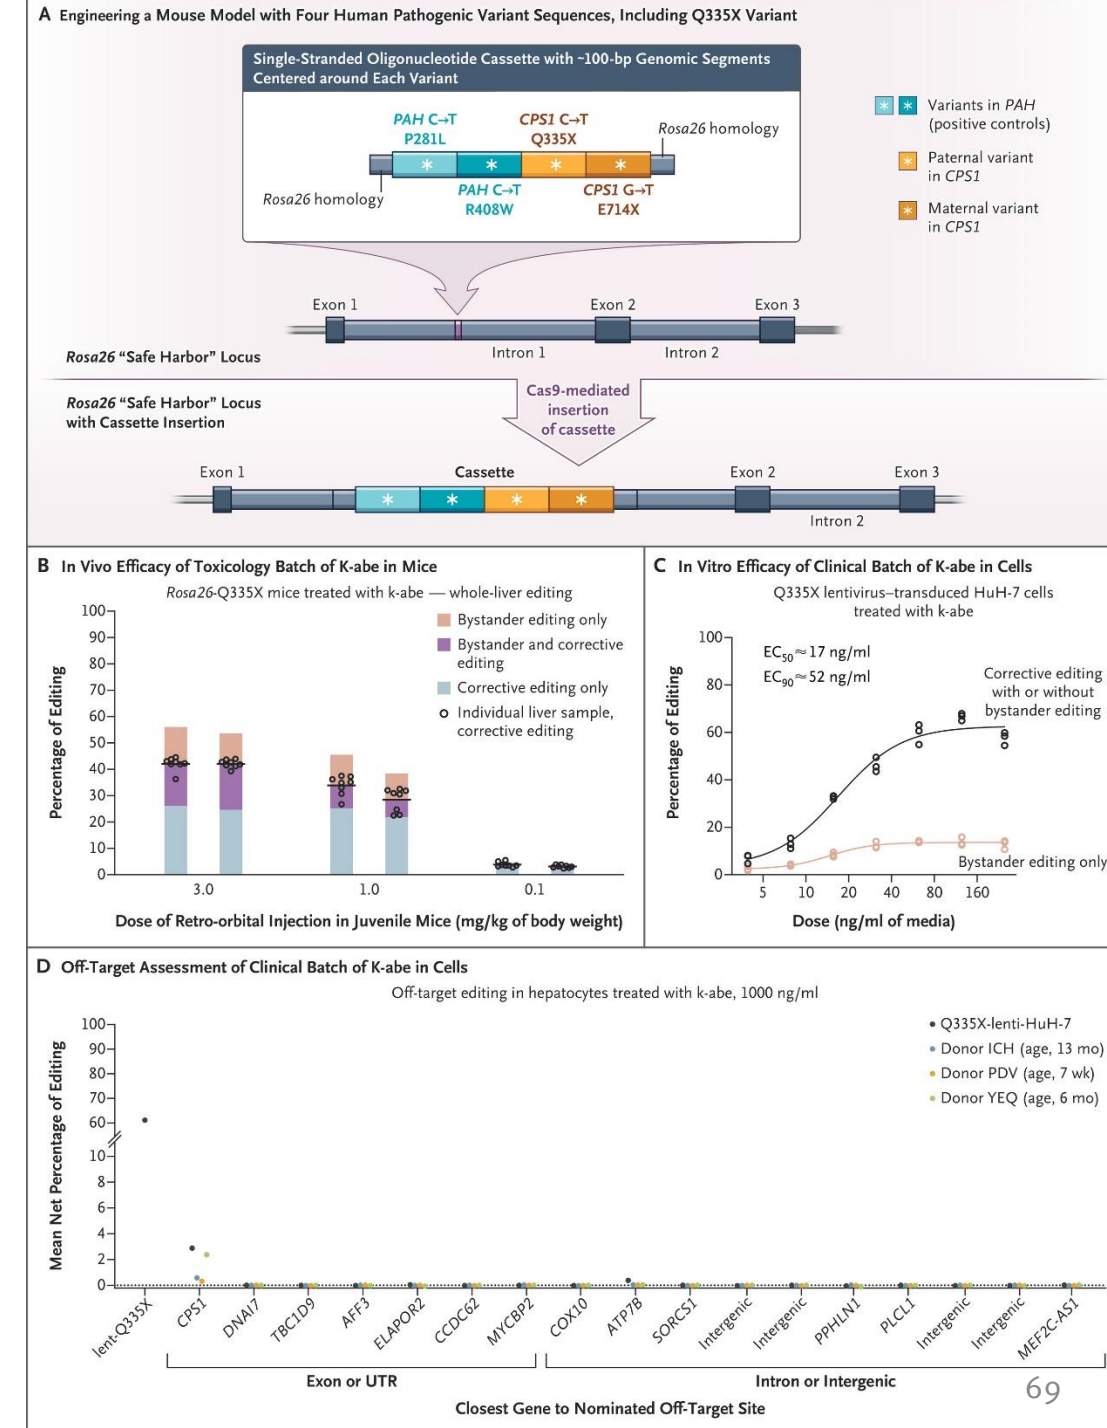 A Engineering a Mouse Model with Four Human Pathogenic Variant Sequences, Including Q335X Variant
Single-Stranded Oligonucleotide Cassette with ~100-bp Genomic Segments
Centered around Each Variant
PAH C→T
P281L
CPS1 C→T
Q335X
Rosa26 homology
Rosa26 homology
PAH C→T
R408W
CPS1 G→T
E714X
* * * *
* * Variants in PAH
(positive controls)
* Paternal variant
in CPS1
* Maternal variant
in CPS1
Exon 1
Exon 2
Exon 3
Intron 1
Intron 2
Rosa26 “Safe Harbor” Locus
Cas9-mediated
insertion
of cassette
Rosa26 “Safe Harbor” Locus
with Cassette Insertion
Exon 1
Cassette
Exon 2
Exon 3
* * * *
Intron 2
B In Vivo Efficacy of Toxicology Batch of K-abe in Mice
Rosa26-Q335X mice treated with k-abe — whole-liver editing
Percentage of Editing
100
90
80
70
60
50
40
30
20
10
0
Bystander editing only
Bystander and corrective
editing
Corrective editing only
Individual liver sample,
corrective editing
3.0 1.0 0.1
Dose of Retro-orbital Injection in Juvenile Mice (mg/kg of body weight)
C In Vitro Efficacy of Clinical Batch of K-abe in Cells
Q335X lentivirus–transduced HuH-7 cells
treated with k-abe
Percentage of Editing
100
80
60
40
20
0
EC50≈17 ng/ml
EC90≈52 ng/ml
Corrective editing
with or without
bystander editing
Bystander editing only
5 10 20 40 80 160
Dose (ng/ml of media)
D Off-Target Assessment of Clinical Batch of K-abe in Cells
Off-target editing in hepatocytes treated with k-abe, 1000 ng/ml
Mean Net Percentage of Editing
100
90
80
70
60
10
8
6
4
2
0
Q335X-lenti-HuH-7
Donor ICH (age, 13 mo)
Donor PDV (age, 7 wk)
Donor YEQ (age, 6 mo)
lent-Q335X
CPS1
DNAI7
TBC1D9
AFF3
ELAPOR2
CCDC62
MYCBP2
COX10
ATP7B
SORCS1
Intergenic
Intergenic
PPHLN1
PLCL1
Intergenic
Intergenic
MEF2C-AS1
Exon or UTR
Intron or Intergenic
Closest Gene to Nominated Off-Target Site
69